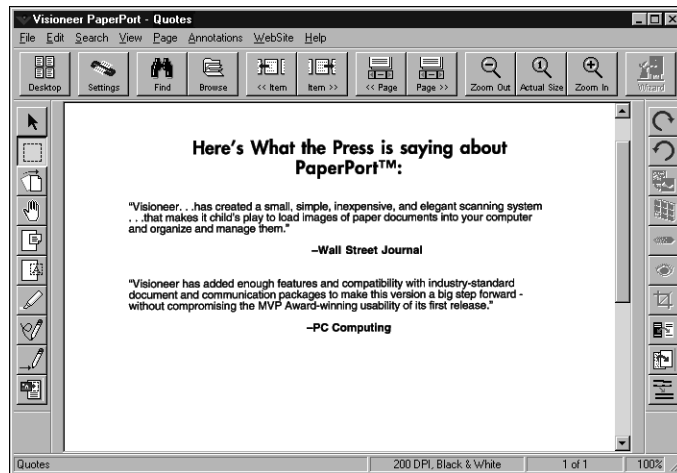 Visioneer PaperPort - Quotes
File Edit Search View Page Annotations WebSite Help
Desktop Settings Find Browse << Item Item >> << Page Page >> Zoom Out Actual Size Zoom In Wizard
Here's What the Press is saying about
PaperPort™:
"Visioneer. . .has created a small, simple, inexpensive, and elegant scanning system
. . .that makes it child's play to load images of paper documents into your computer
and organize and manage them."
–Wall Street Journal
"Visioneer has added enough features and compatibility with industry-standard
document and communication packages to make this version a big step forward -
without compromising the MVP Award-winning usability of its first release."
–PC Computing
Quotes 200 DPI, Black & White 1 of 1 100%